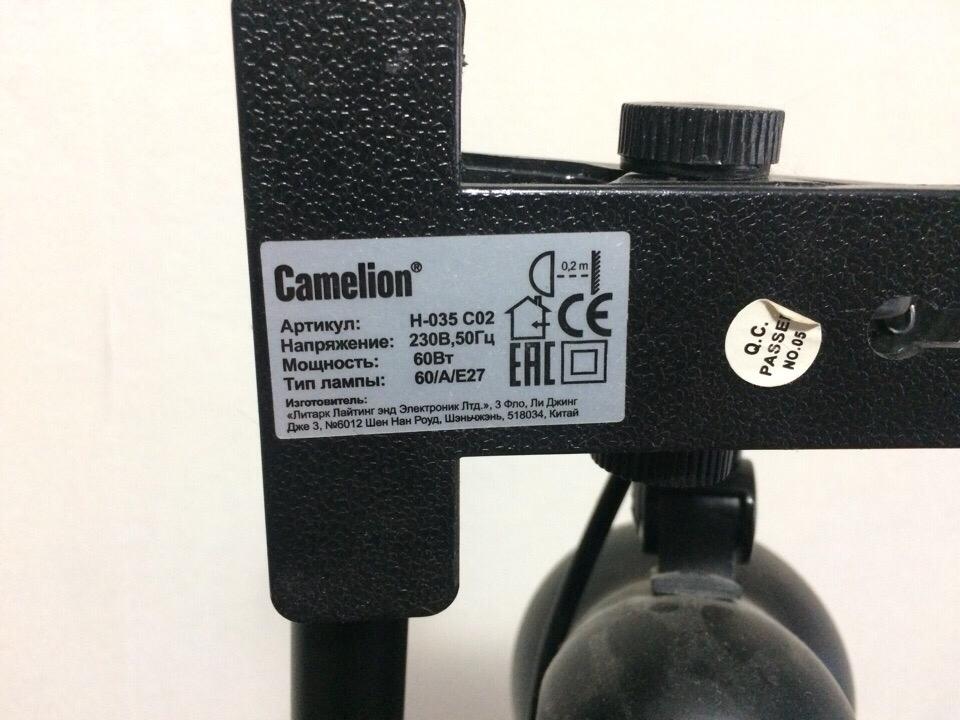 Camelion®
Артикул: H-035 C02
Напряжение: 230В,50Гц
Мощность: 60Вт
Тип лампы: 60/A/E27
Изготовитель:
«Литарк Лайтинг энд Электроник Лтд.», 3 Фло, Ли Джинг
Дже 3, №6012 Шен Нан Роуд, Шэньчжэнь, 518034, Китай
0,2 m
CE
EAC
Q.C.
PASSE
NO.05